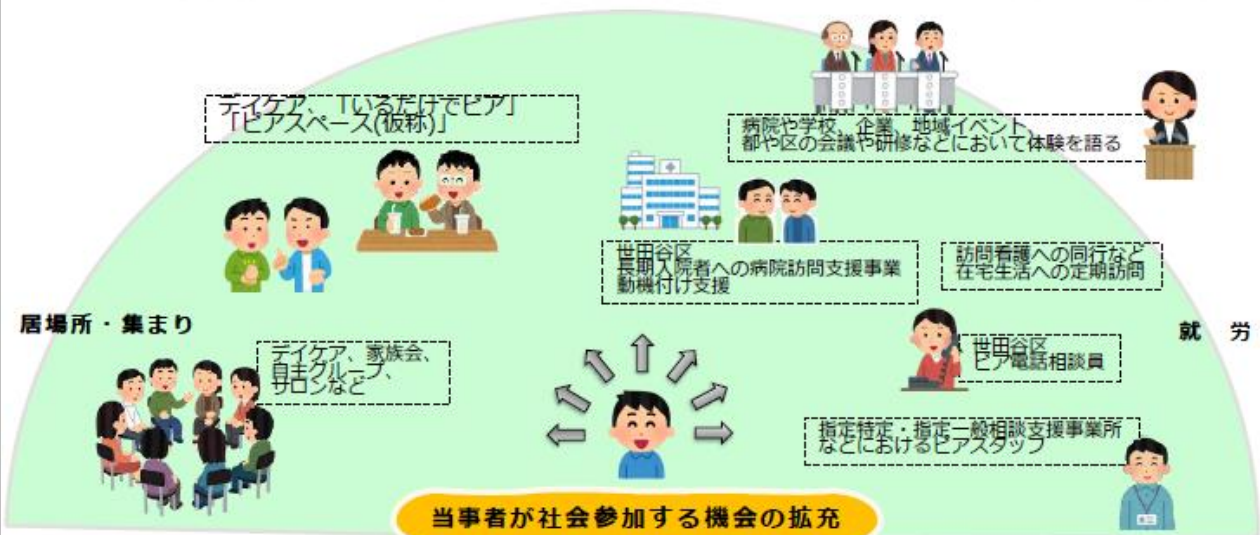 デイケア、「いるだけでピア」
「ピアスペース(仮称)」
病院や学校、企業、地域イベント、
都や区の会議や研修などにおいて体験を語る
世田谷区
長期入院者への病院訪問支援事業
動機付け支援
訪問看護への同行など
在宅生活への定期訪問
居場所・集まり
就 労
デイケア、家族会、
自主グループ、
サロンなど
世田谷区
ピア電話相談員
指定特定・指定一般相談支援事業所
などにおけるピアスタッフ
当事者が社会参加する機会の拡充